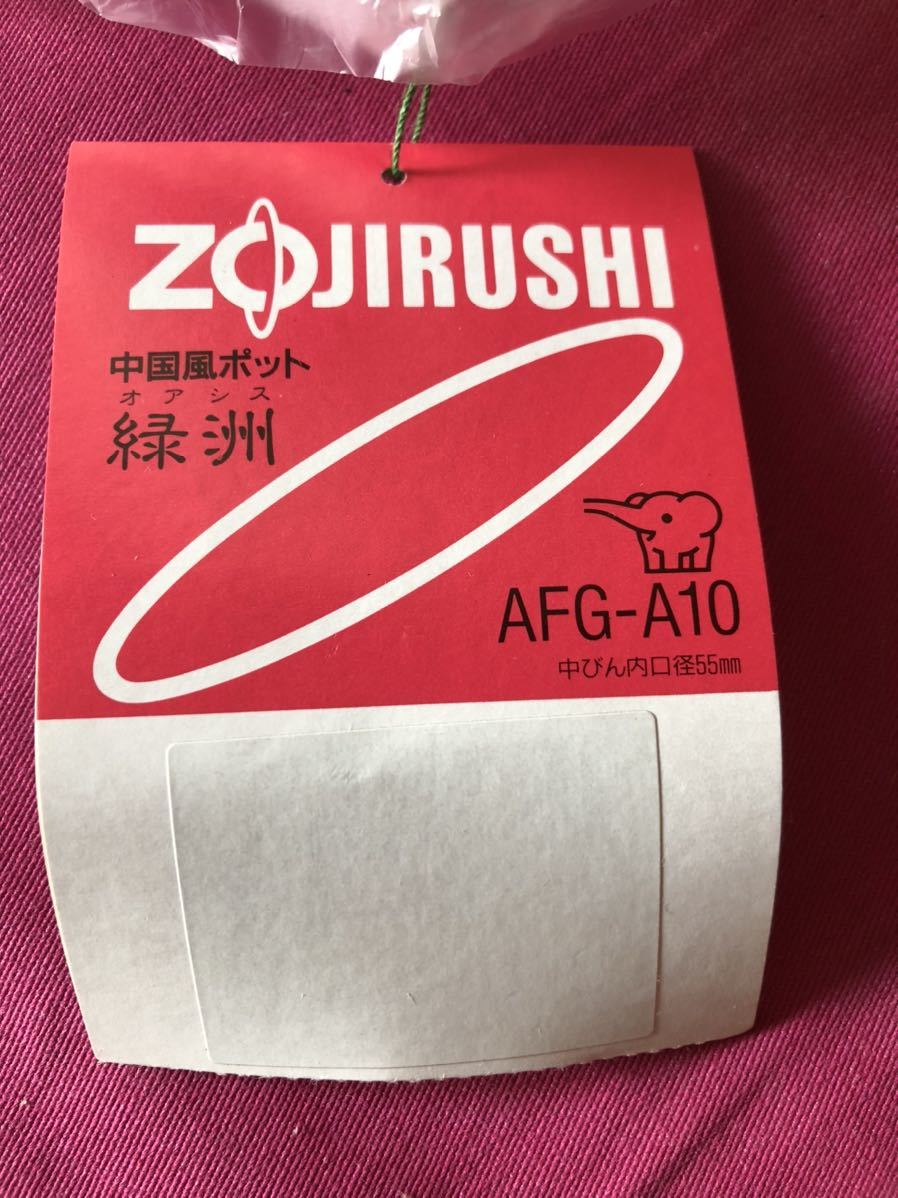 ZOJIRUSHI
中国風ポット
オアシス
緑洲
AFG-A10
中びん内口径55mm